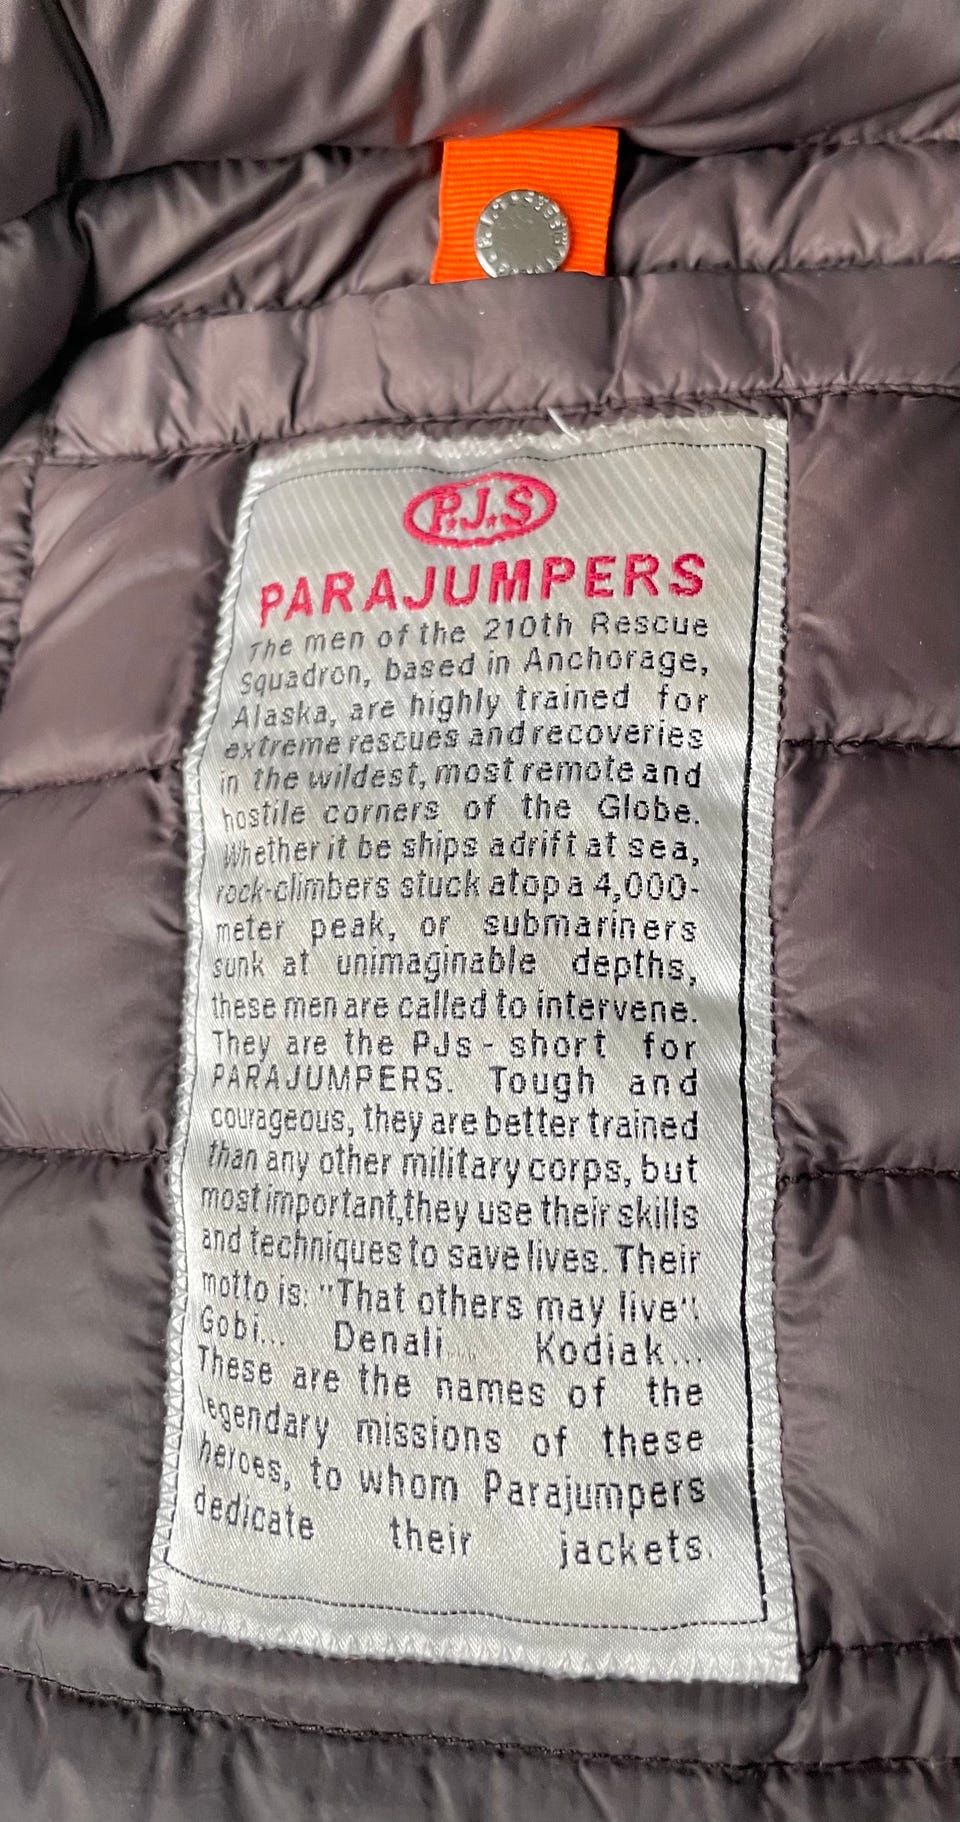 P.J.S
PARAJUMPERS
The men of the 210th Rescue
Squadron, based in Anchorage,
Alaska, are highly trained for
extreme rescues and recoveries
in the wildest, most remote and
hostile corners of the Globe.
Whether it be ships adrift at sea,
rock-climbers stuck atop a 4,000-
meter peak, or submariners
sunk at unimaginable depths,
these men are called to intervene.
They are the PJs - short for
PARAJUMPERS. Tough and
courageous, they are better trained
than any other military corps, but
most important,they use their skills
and techniques to save lives. Their
motto is: "That others may live".
Gobi... Denali.... Kodiak...
These are the names of the
legendary missions of these
heroes, to whom Parajumpers
dedicate their jackets.